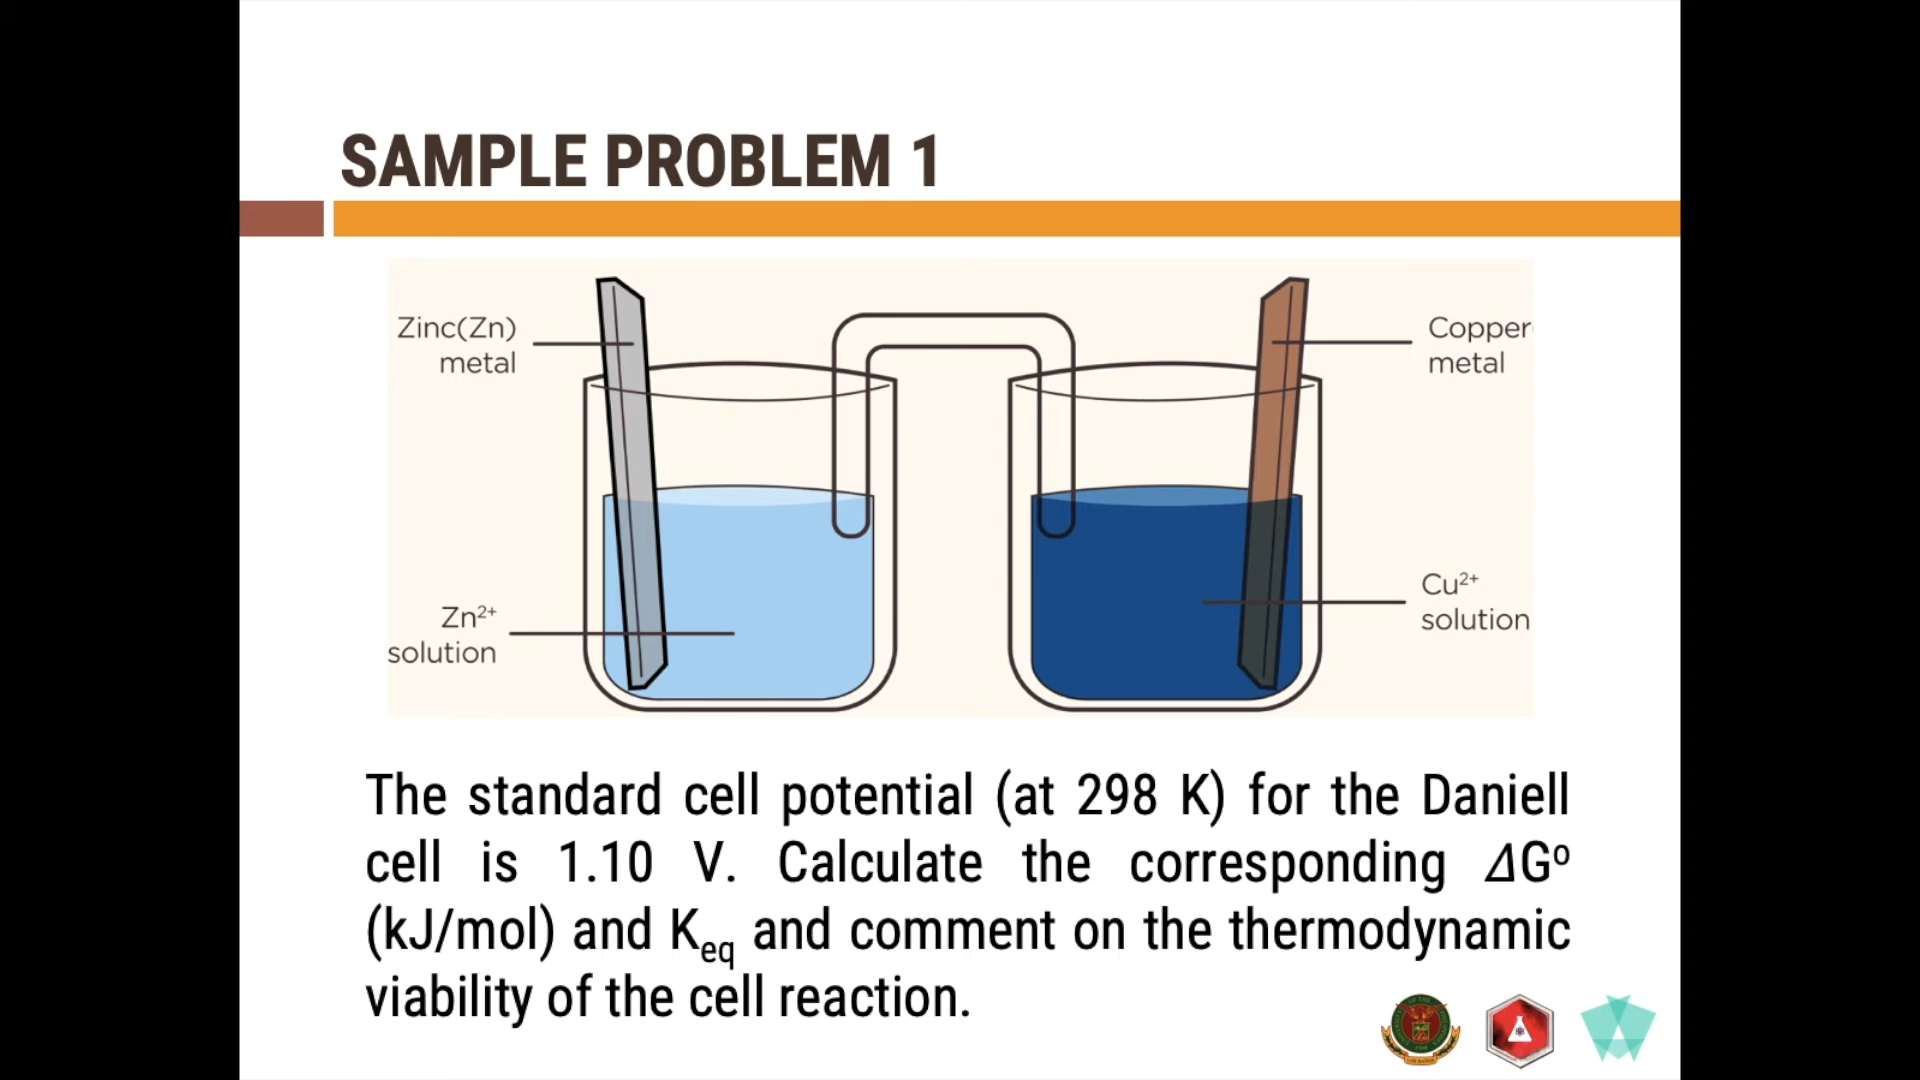 SAMPLE PROBLEM 1
Zinc(Zn)
metal
Copper
metal
Zn²⁺
solution
Cu²⁺
solution
The standard cell potential (at 298 K) for the Daniell
cell is 1.10 V. Calculate the corresponding 𝛥Gº
(kJ/mol) and Keq and comment on the thermodynamic
viability of the cell reaction.